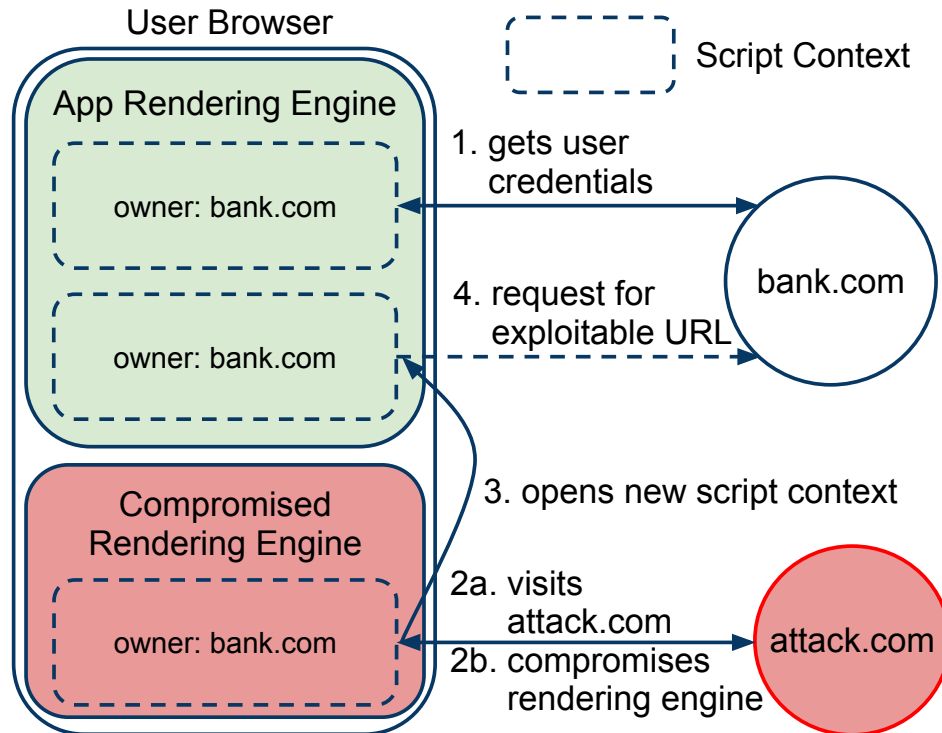 User Browser
Script Context
App Rendering Engine
owner: bank.com
1. gets user
credentials
bank.com
4. request for
exploitable URL
owner: bank.com
3. opens new script context
Compromised
Rendering Engine
owner: bank.com
2a. visits
attack.com
2b. compromises
rendering engine
attack.com